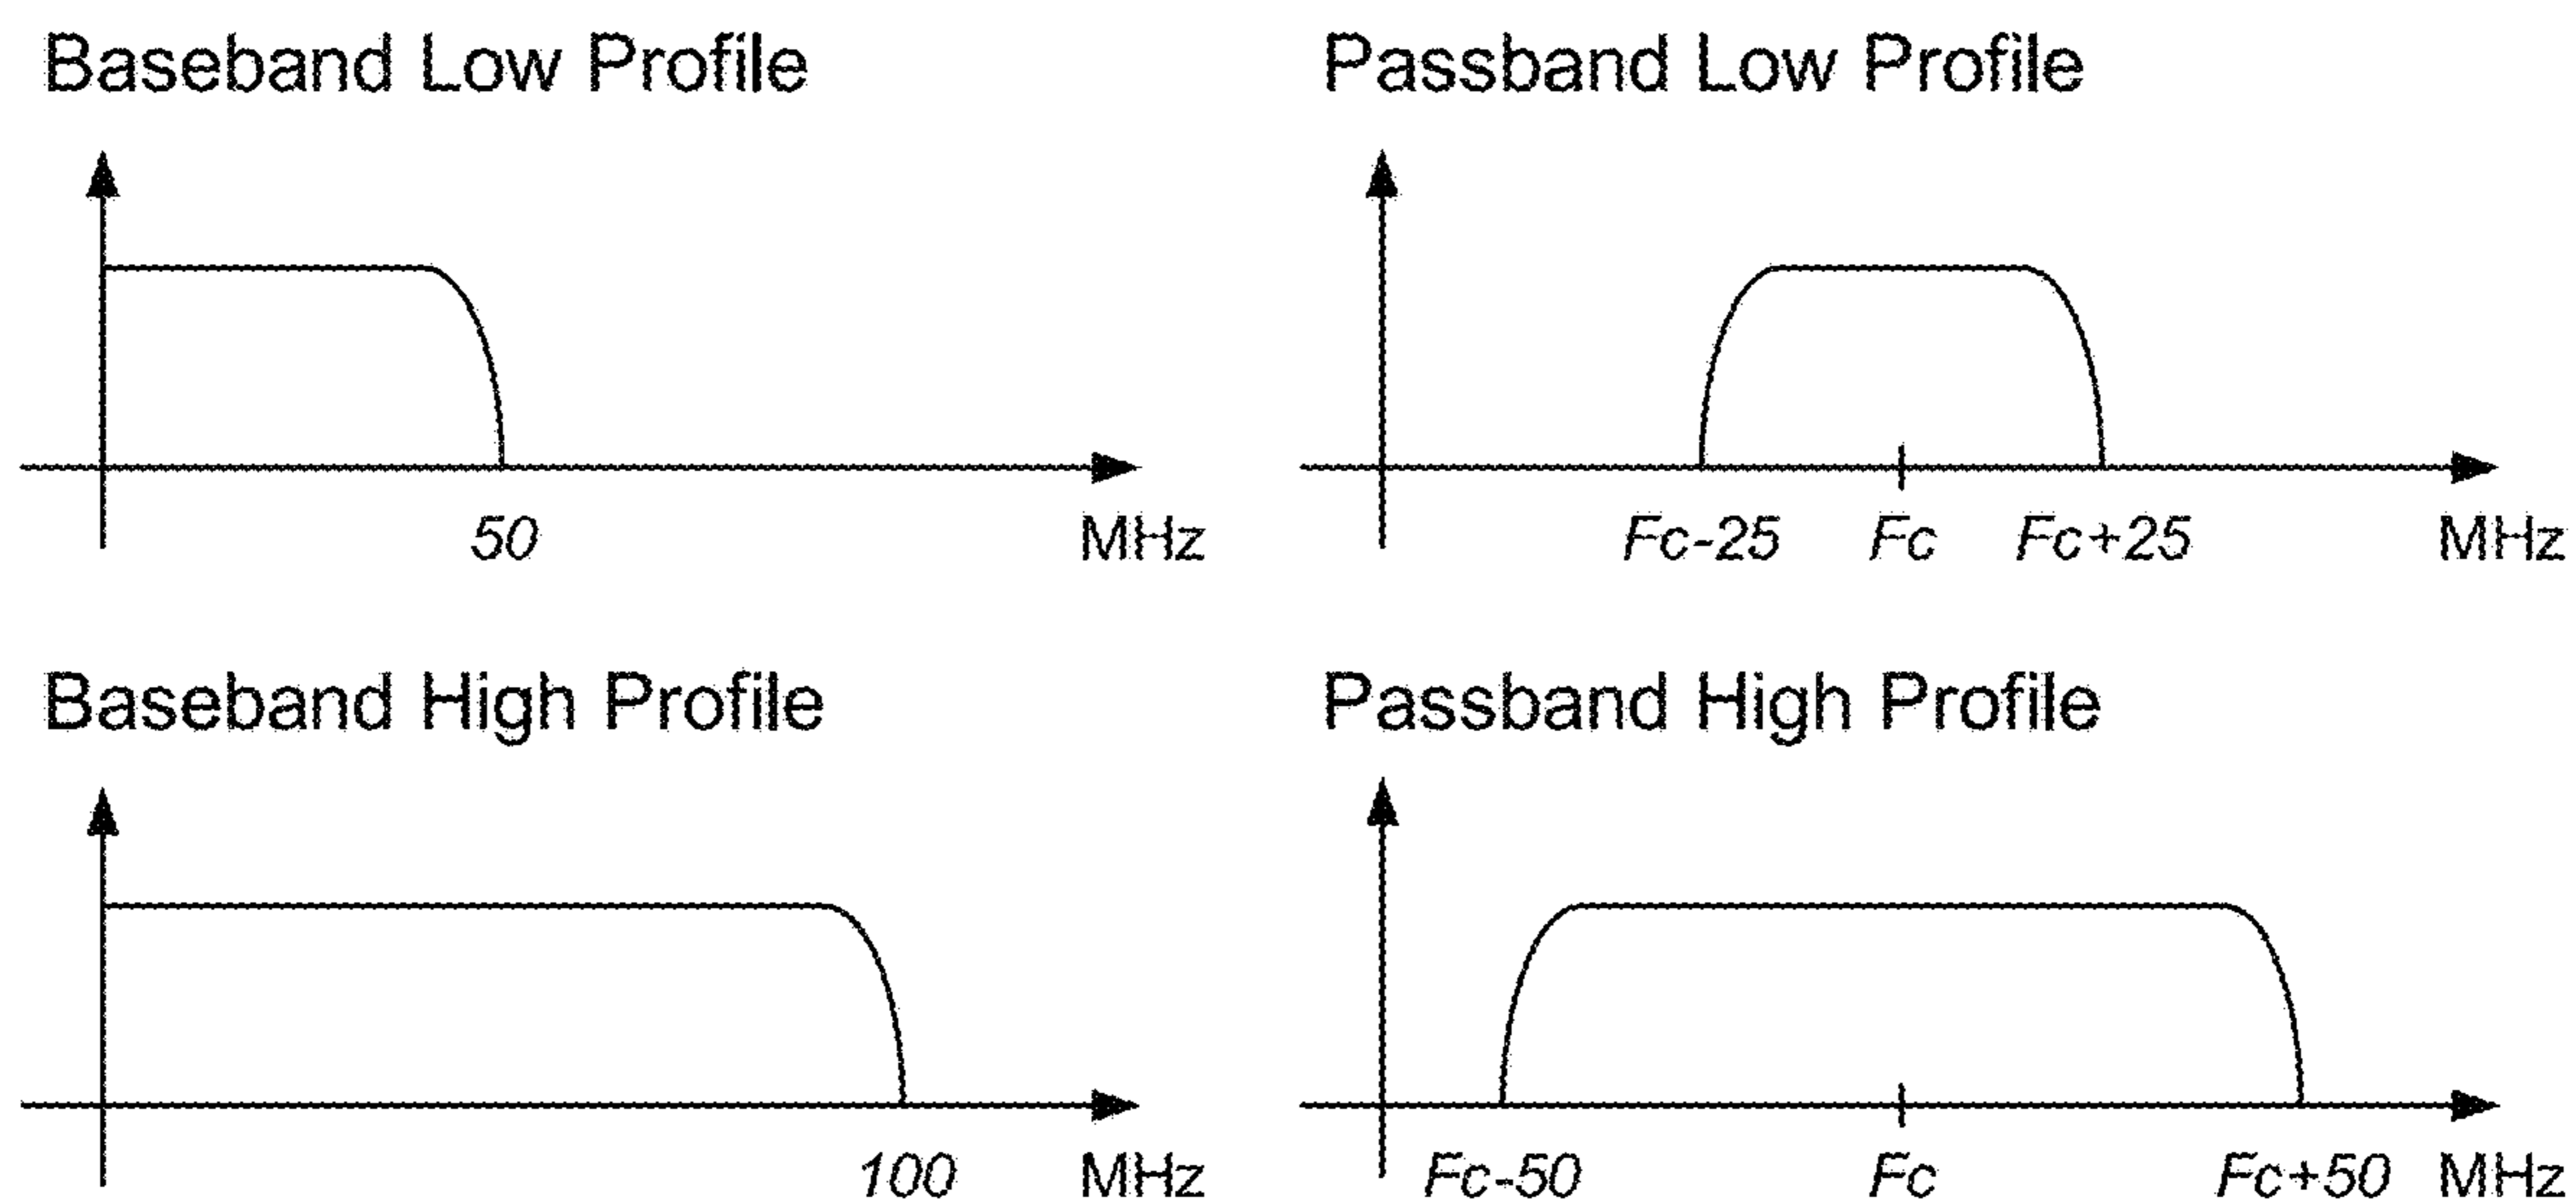 Baseband Low Profile
50
MHz
Passband Low Profile
Fc-25
Fc
Fc+25
MHz
Baseband High Profile
100
MHz
Passband High Profile
Fc-50
Fc
Fc+50
MHz